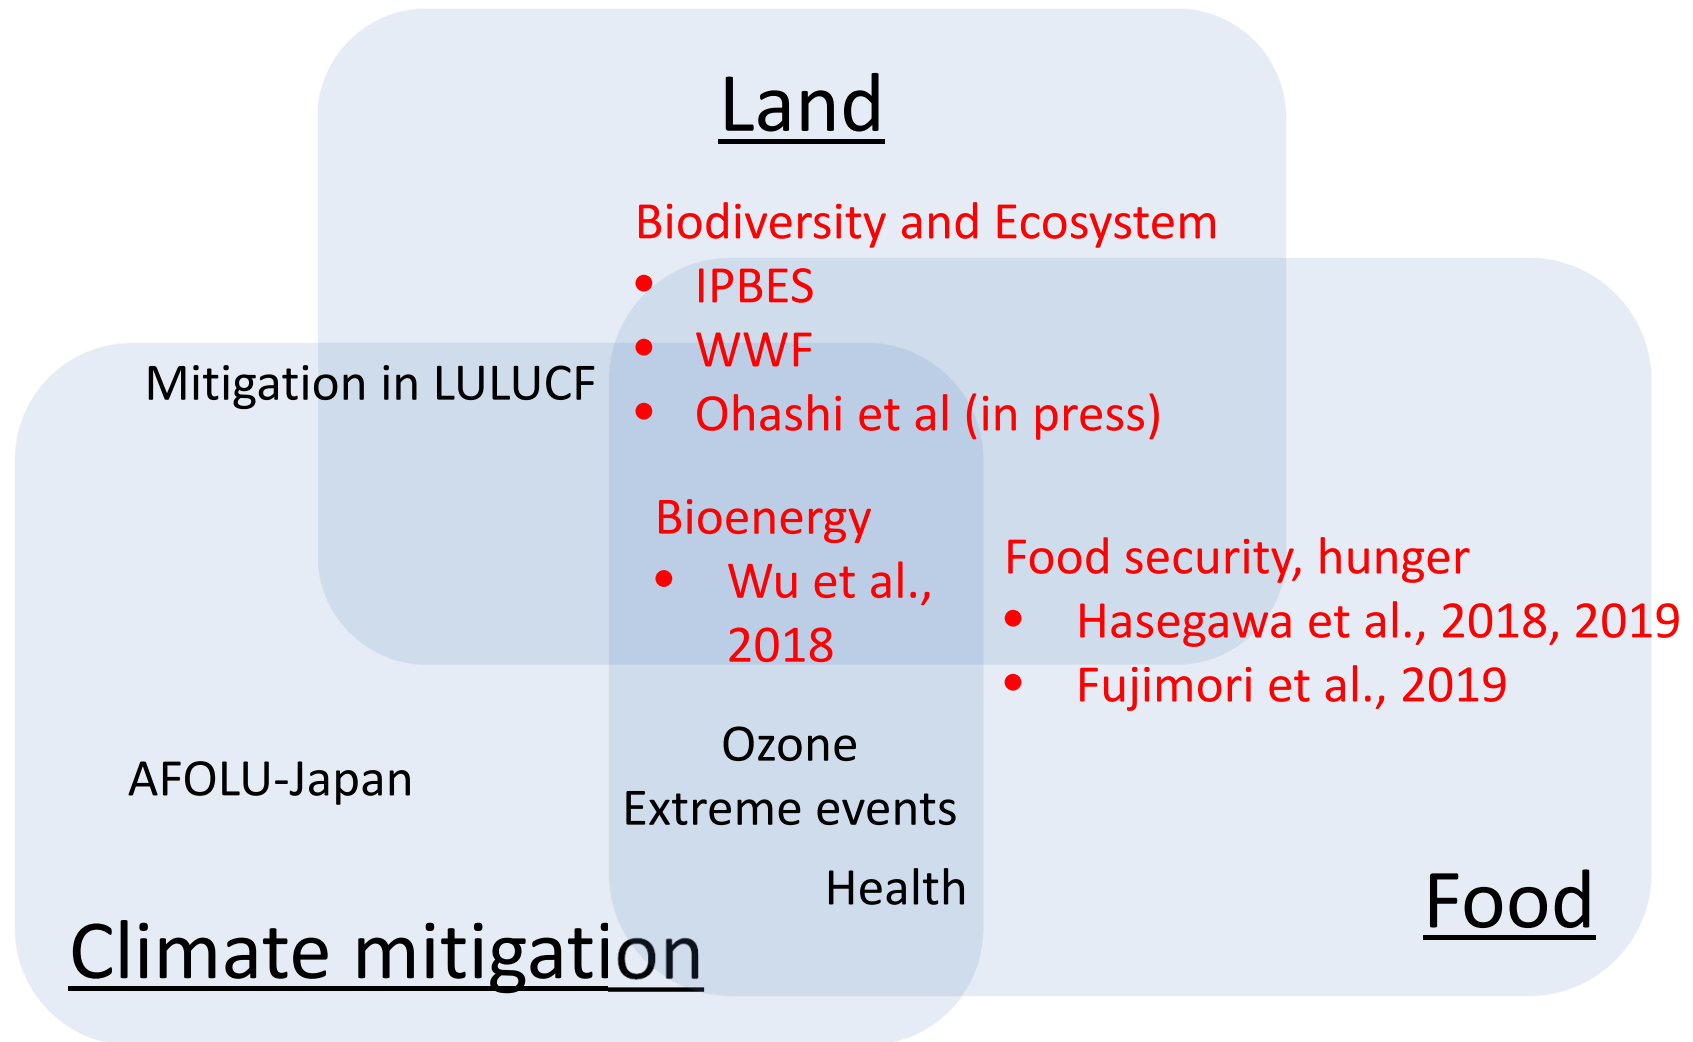 Land
Biodiversity and Ecosystem
• IPBES
• WWF
Mitigation in LULUCF
• Ohashi et al (in press)
Bioenergy
• Wu et al.,
2018
Food security, hunger
• Hasegawa et al., 2018, 2019
• Fujimori et al., 2019
Ozone
AFOLU-Japan
Extreme events
Health
Food
Climate mitigation